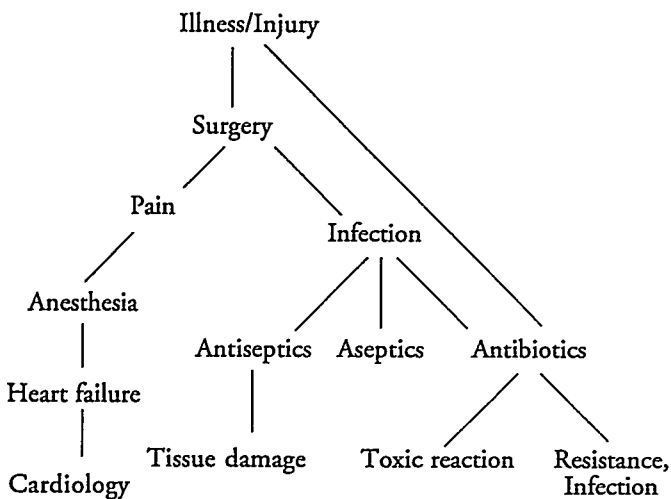 Illness/Injury
Surgery
Pain
Infection
Anesthesia
Antiseptics
Aseptics
Antibiotics
Heart failure
Tissue damage
Toxic reaction
Resistance,
Infection
Cardiology